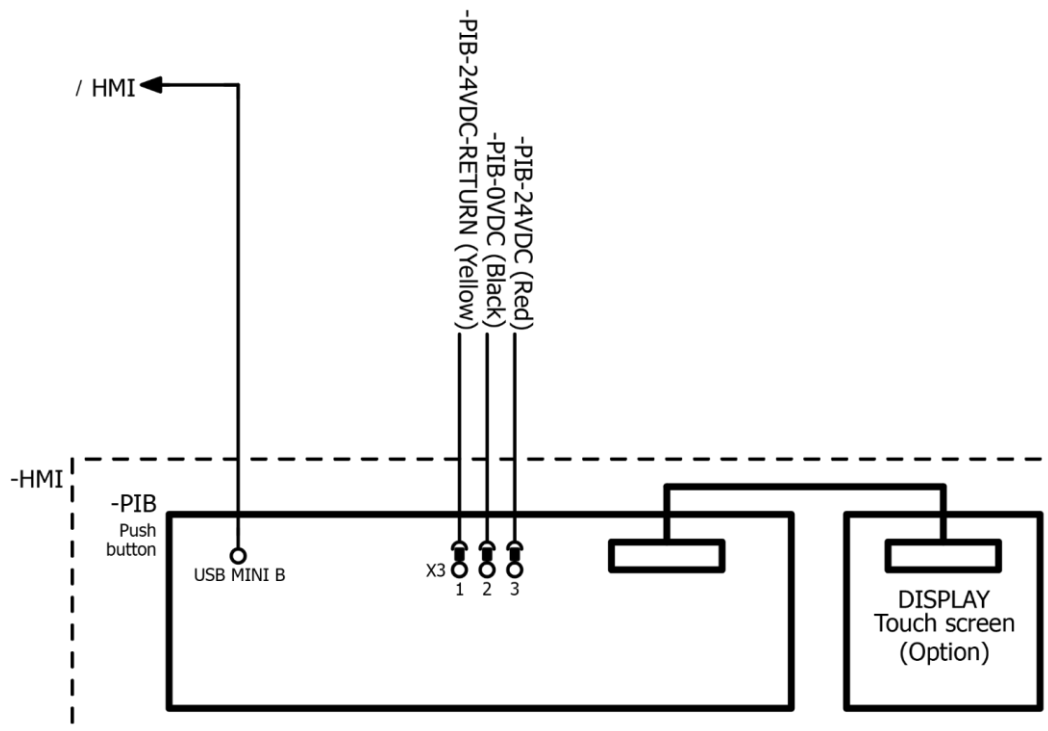 / HMI
-PIB-24VDC-RETURN (Yellow)
-PIB-0VDC (Black)
-PIB-24VDC (Red)
-HMI
-PIB
Push
button
USB MINI B
X3
1 2 3
DISPLAY
Touch screen
(Option)